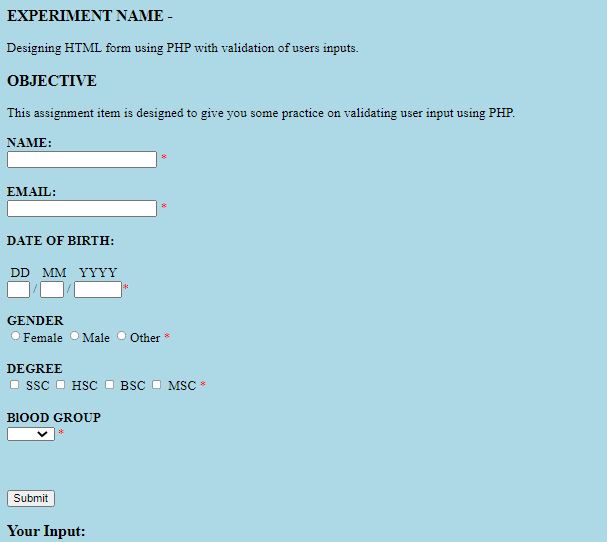 EXPERIMENT NAME -
Designing HTML form using PHP with validation of users inputs.
OBJECTIVE
This assignment item is designed to give you some practice on validating user input using PHP.
NAME:
*
EMAIL:
*
DATE OF BIRTH:
DD MM YYYY
/ / *
GENDER
Female Male Other *
DEGREE
SSC HSC BSC MSC *
BlOOD GROUP
*
Submit
Your Input: